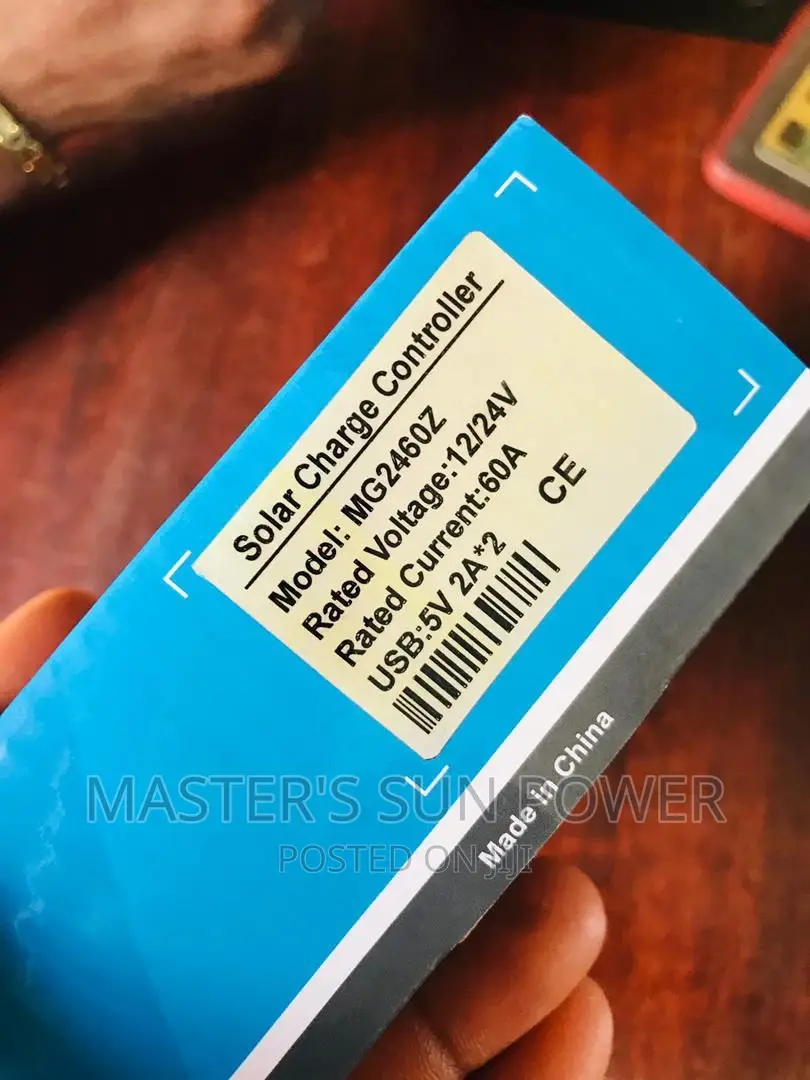 Solar Charge Controller
Model: MG2460Z
Rated Voltage:12/24V
Rated Current:60A
USB:5V 2A*2
CE
Made in China
MASTER'S SUN POWER
POSTED ON JIJI